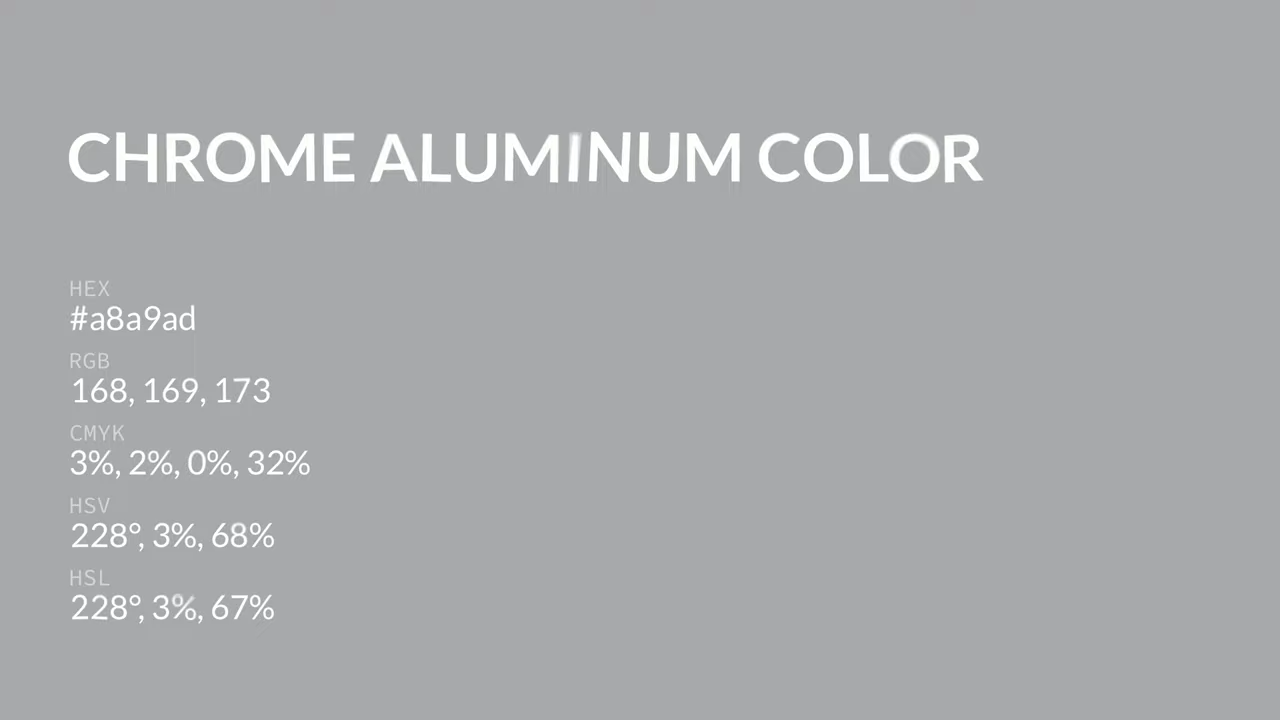 CHROME ALUMINUM COLOR
HEX
#a8a9ad
RGB
168, 169, 173
CMYK
3%, 2%, 0%, 32%
HSV
228°, 3%, 68%
HSL
228°, 3%, 67%